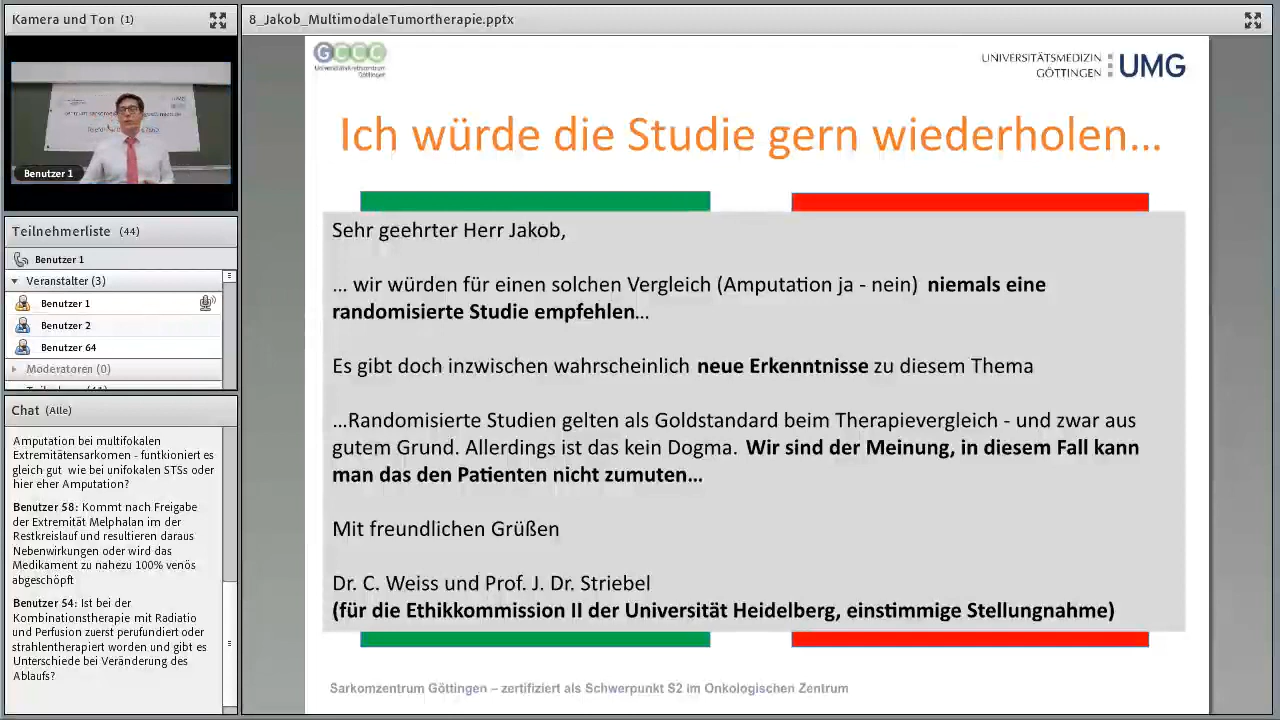 Kamera und Ton (1)
Benutzer 1
Teilnehmerliste (44)
Benutzer 1
Veranstalter (3)
Benutzer 1
Benutzer 2
Benutzer 64
Moderatoren (0)
Chat (Alle)
Amputation bei multifokalen
Extremitätensarkomen - funtkioniert es
gleich gut wie bei unifokalen STSs oder
hier eher Amputation?
Benutzer 58: Kommt nach Freigabe
der Extremität Melphalan im der
Restkreislauf und resultieren daraus
Nebenwirkungen oder wird das
Medikament zu nahezu 100% venös
abgeschöpft
Benutzer 54: Ist bei der
Kombinationstherapie mit Radiatio
und Perfusion zuerst perufundiert oder
strahlentherapiert worden und gibt es
Unterschiede bei Veränderung des
Ablaufs?
8_Jakob_MultimodaleTumortherapie.pptx
GCCC
UniversitätsKrebszentrum
Göttingen
UNIVERSITÄTSMEDIZIN
GÖTTINGEN
UMG
Ich würde die Studie gern wiederholen...
Sehr geehrter Herr Jakob,
... wir würden für einen solchen Vergleich (Amputation ja - nein) niemals eine
randomisierte Studie empfehlen...
Es gibt doch inzwischen wahrscheinlich neue Erkenntnisse zu diesem Thema
...Randomisierte Studien gelten als Goldstandard beim Therapievergleich - und zwar aus
gutem Grund. Allerdings ist das kein Dogma. Wir sind der Meinung, in diesem Fall kann
man das den Patienten nicht zumuten...
Mit freundlichen Grüßen
Dr. C. Weiss und Prof. J. Dr. Striebel
(für die Ethikkommission II der Universität Heidelberg, einstimmige Stellungnahme)
Sarkomzentrum Göttingen – zertifiziert als Schwerpunkt S2 im Onkologischen Zentrum